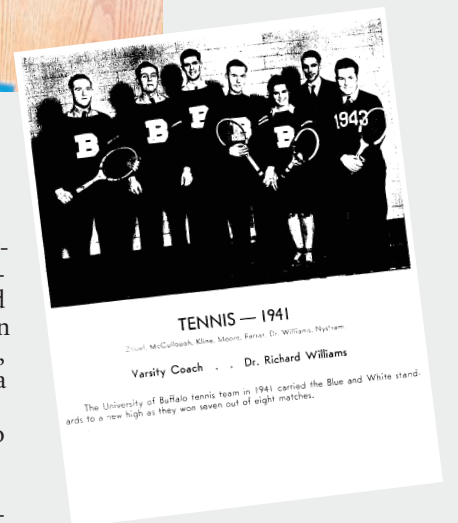 B
B
B
1943
TENNIS — 1941
McCullough, Kline, Moore, Farrar, Dr. Williams, Nystrom
Varsity Coach . . Dr. Richard Williams
The University of Buffalo tennis team in 1941 carried the Blue and White stand-
ards to a new high as they won seven out of eight matches.
-
d
n
,
a